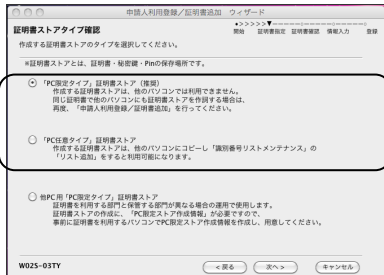 申請人利用登録／証明書追加 ウィザード
証明書ストアタイプ確認
●>>>>>▼
開始 証明書指定 証明書確認 情報入力 登録
作成する証明書ストアのタイプを選択してください。
※証明書ストアとは、証明書・秘密鍵・Pinの保存場所です。
「PC限定タイプ」証明書ストア（推奨）
作成する証明書ストアは、他のパソコンでは利用できません。
同じ証明書で他のパソコンにも証明書ストアを作詞する場合は、
再度、「申請人利用登録／証明書追加」を行ってください。
「PC任意タイプ」証明書ストア
作成する証明書ストアは、他のパソコンにコピーし「識別番号リストメンテナンス」の
「リスト追加」をすると利用可能になります。
他PC用「PC限定タイプ」証明書ストア
証明書を利用する部門と保管する部門が異なる場合の運用で使用します。
証明書ストアの作成に、「PC限定ストア作成情報」が必要ですので、
事前に証明書を利用するパソコンでPC限定ストア作成情報を作成し、用意してください。
W025-03TY
<戻る 次へ> キャンセル